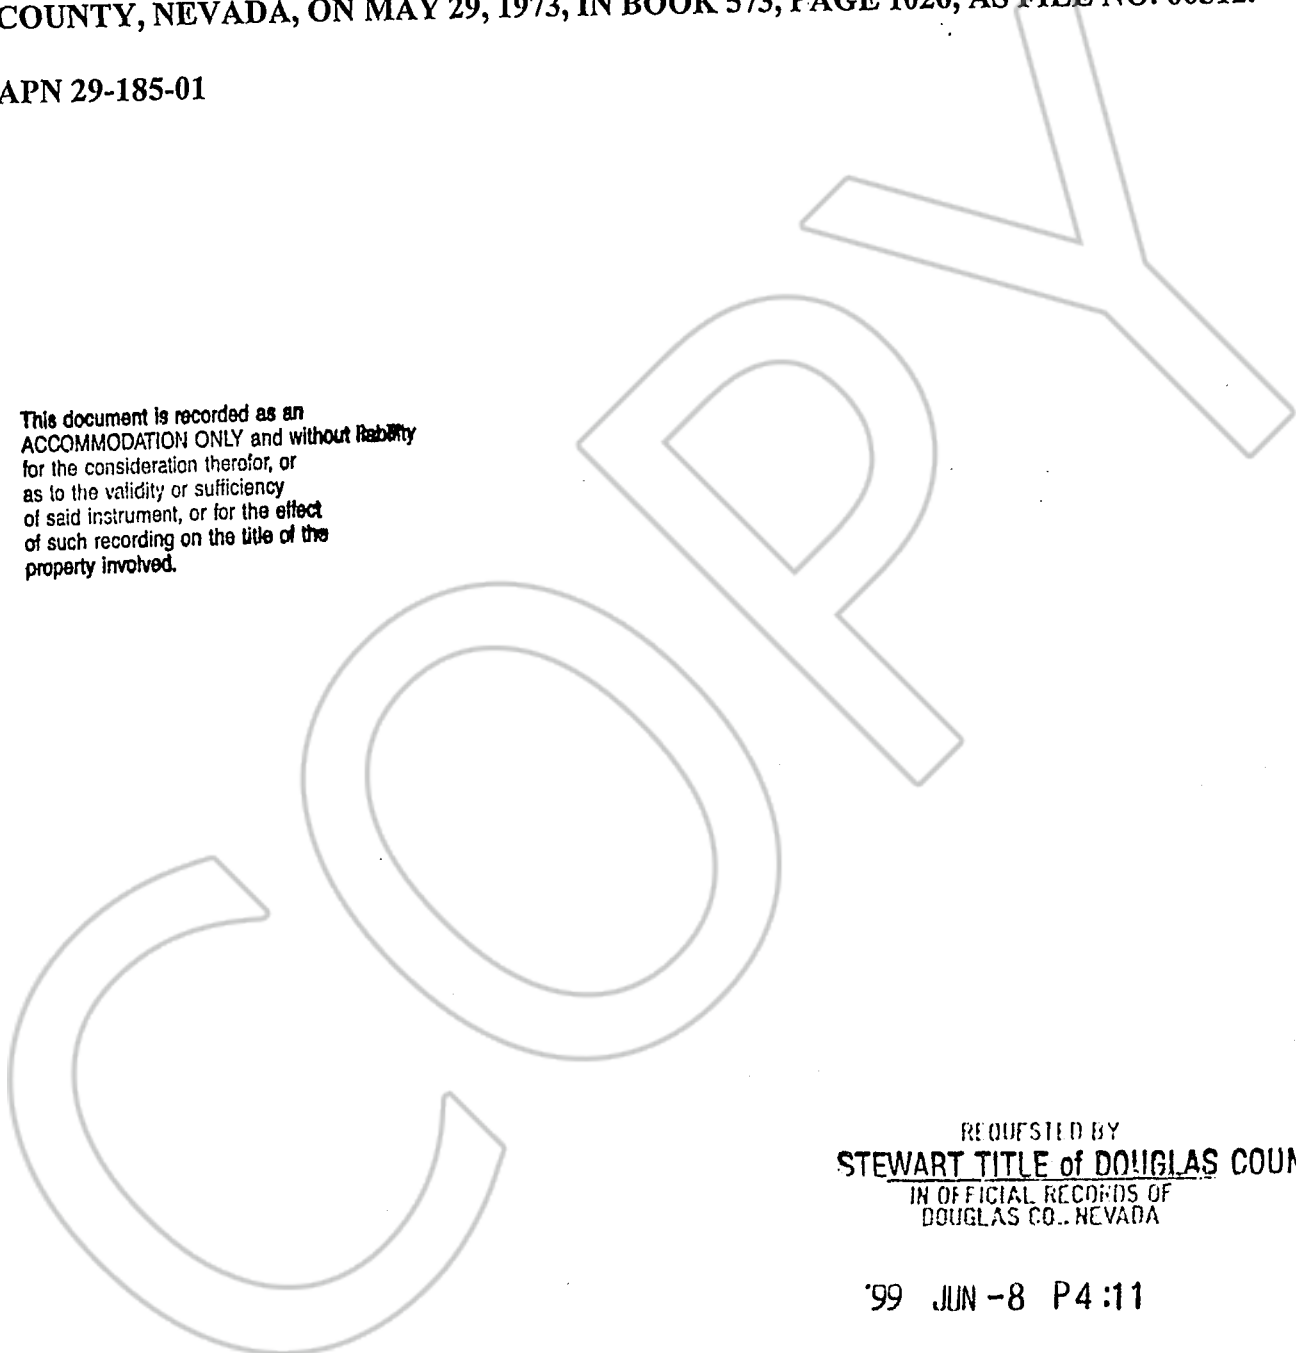 COUNTY, NEVADA, ON MAY 29, 1973, IN BOOK 573, PAGE 1026, AS FILE NO.
APN 29-185-01
This document is recorded as an
ACCOMMODATION ONLY and without liability
for the consideration therefor, or
as to the validity or sufficiency
of said instrument, or for the effect
of such recording on the title of the
property involved.
COPY
REQUESTED BY
STEWART TITLE of DOUGLAS COUN
IN OFFICIAL RECORDS OF
DOUGLAS CO., NEVADA
'99 JUN -8 P4:11